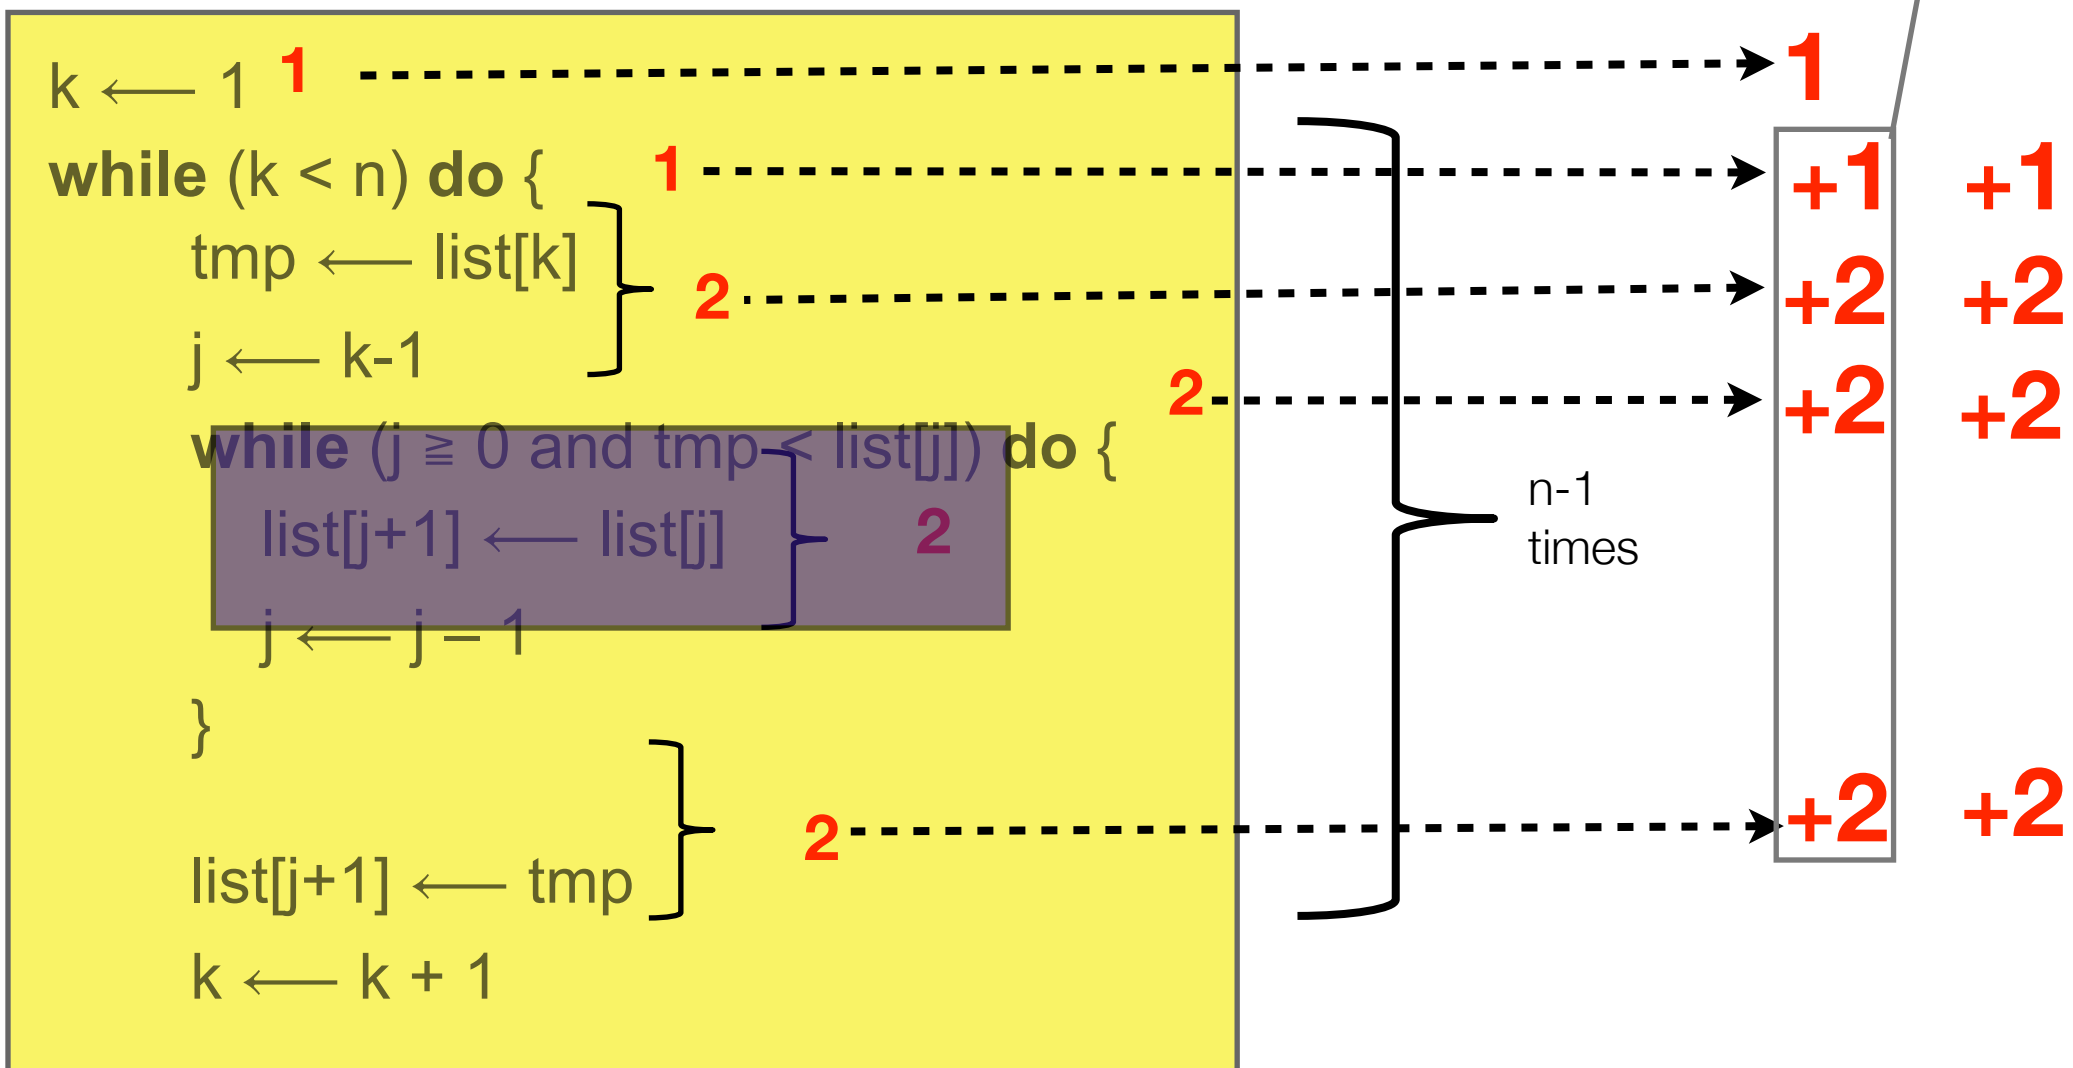 k ⟵ 1 1 1
while (k < n) do { 1 +1 +1
tmp ⟵ list[k]
2 +2 +2
j ⟵ k-1
2 +2 +2
while (j ≧ 0 and tmp < list[j]) do {
n-1
list[j+1] ⟵ list[j] 2
times
j ⟵ j – 1
}
2 +2 +2
list[j+1] ⟵ tmp
k ⟵ k + 1